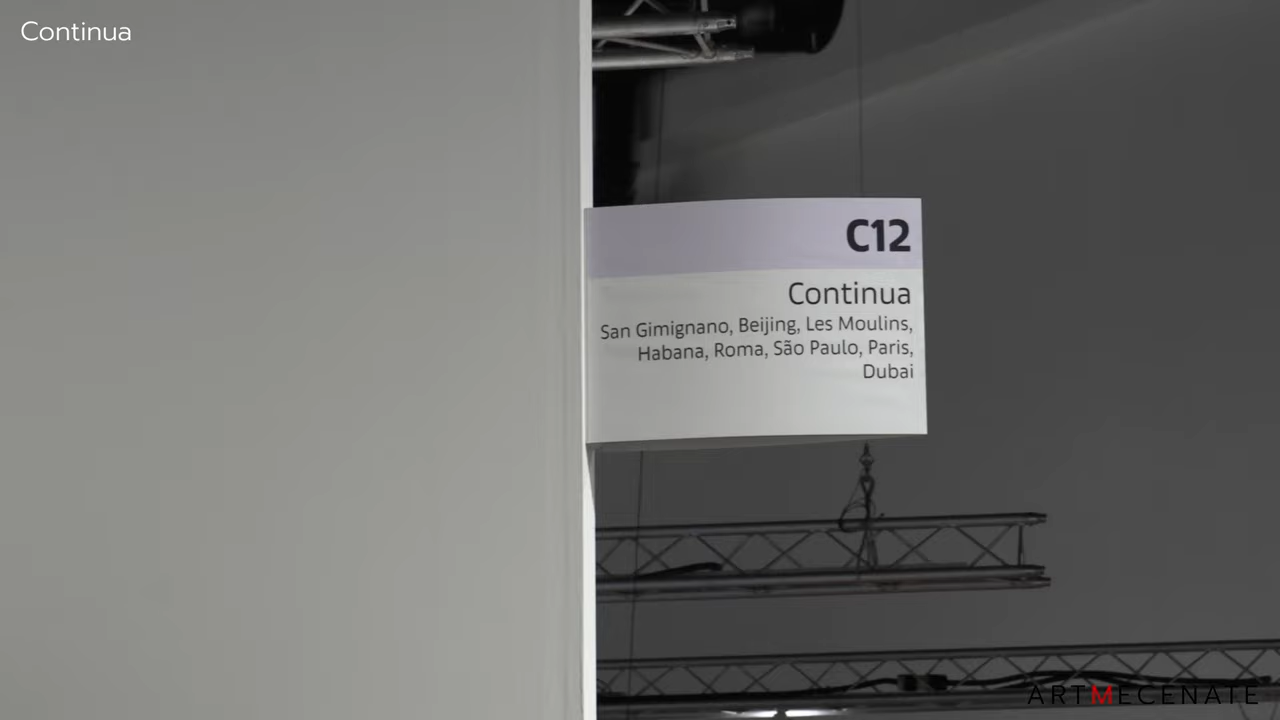 Continua
C12
Continua
San Gimignano, Beijing, Les Moulins,
Habana, Roma, São Paulo, Paris,
Dubai
ARTMECENATE